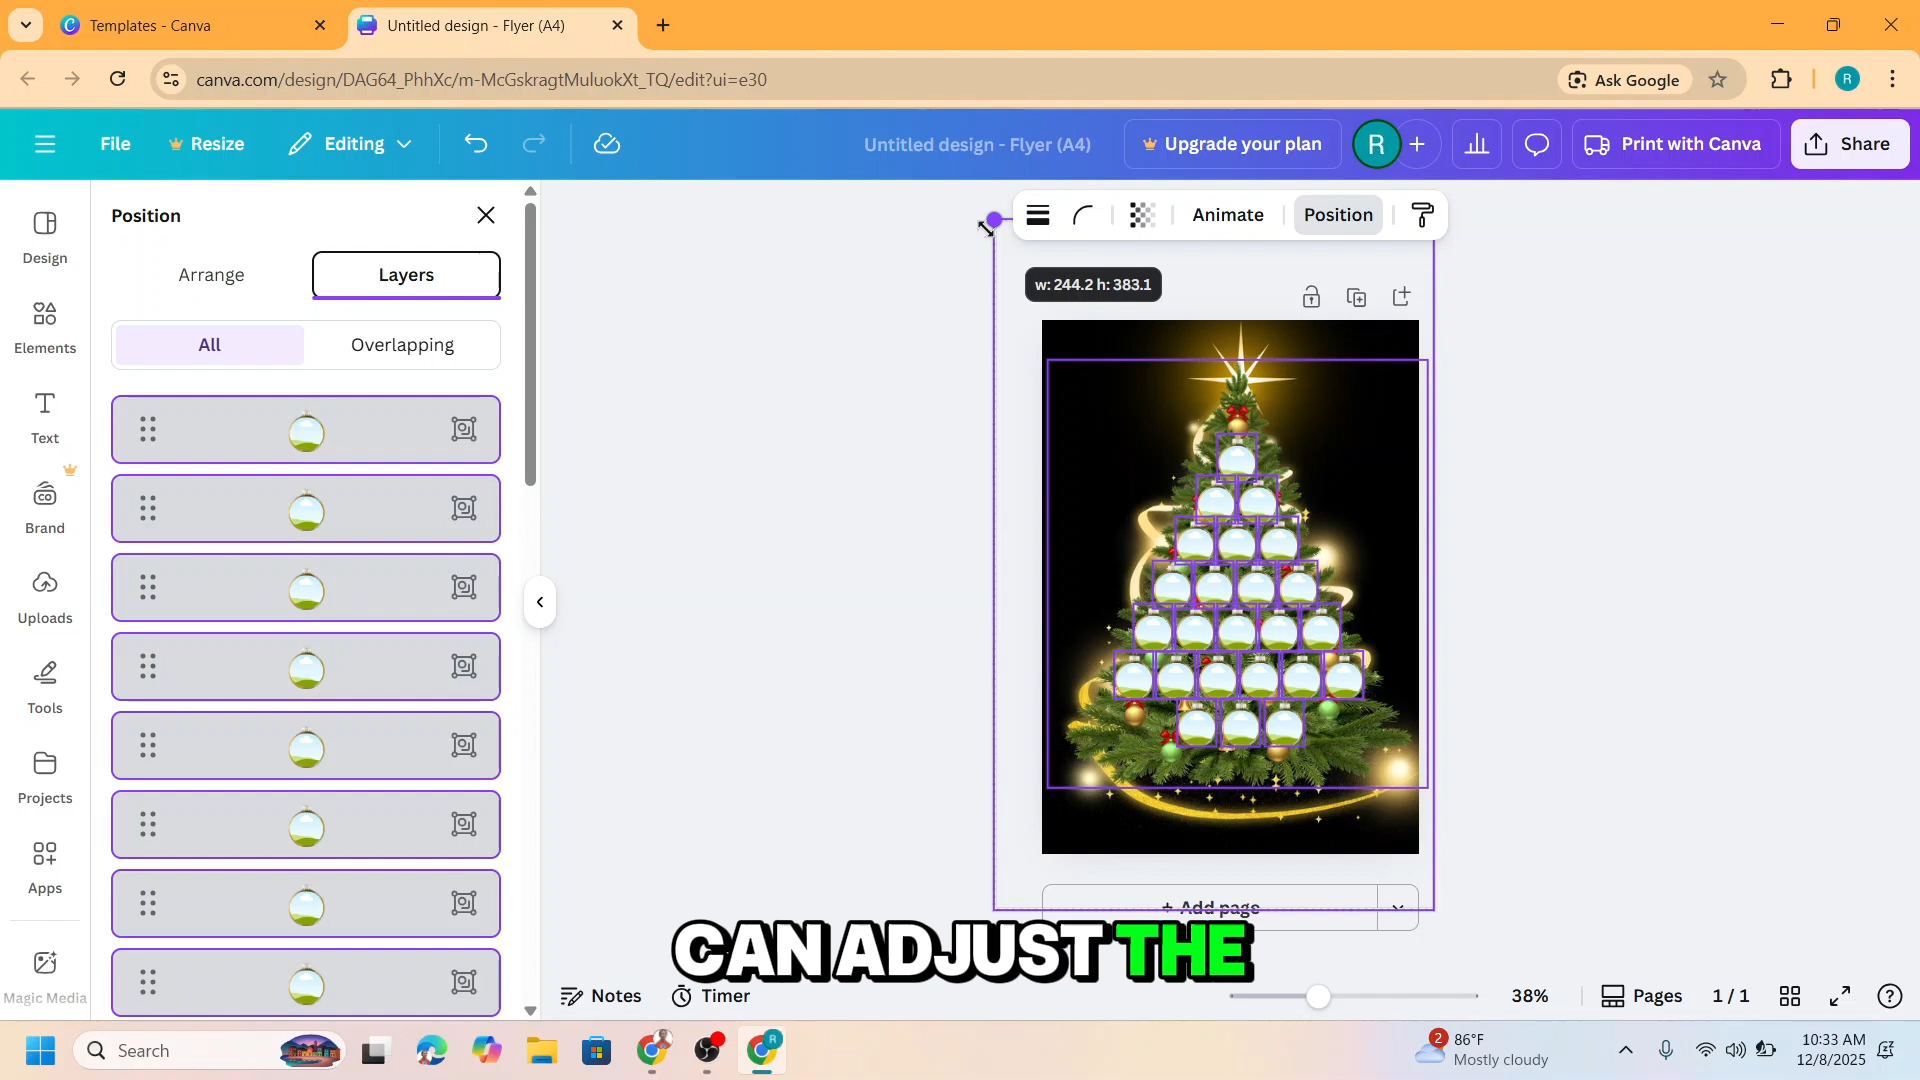 Templates - Canva
Untitled design - Flyer (A4)
canva.com/design/DAG64_PhhXc/m-McGskragtMuluokXt_TQ/edit?ui=e30
Ask Google
R
File
Resize
Editing
Untitled design - Flyer (A4)
Upgrade your plan
R
Print with Canva
Share
Position
Animate
Position
Arrange
Layers
All
Overlapping
Design
Elements
Text
Brand
Uploads
Tools
Projects
Apps
Magic Media
w: 244.2 h: 383.1
+ Add page
CAN ADJUST THE
Notes
Timer
38%
Pages
1 / 1
Search
R
2
86°F
Mostly cloudy
10:33 AM
12/8/2025